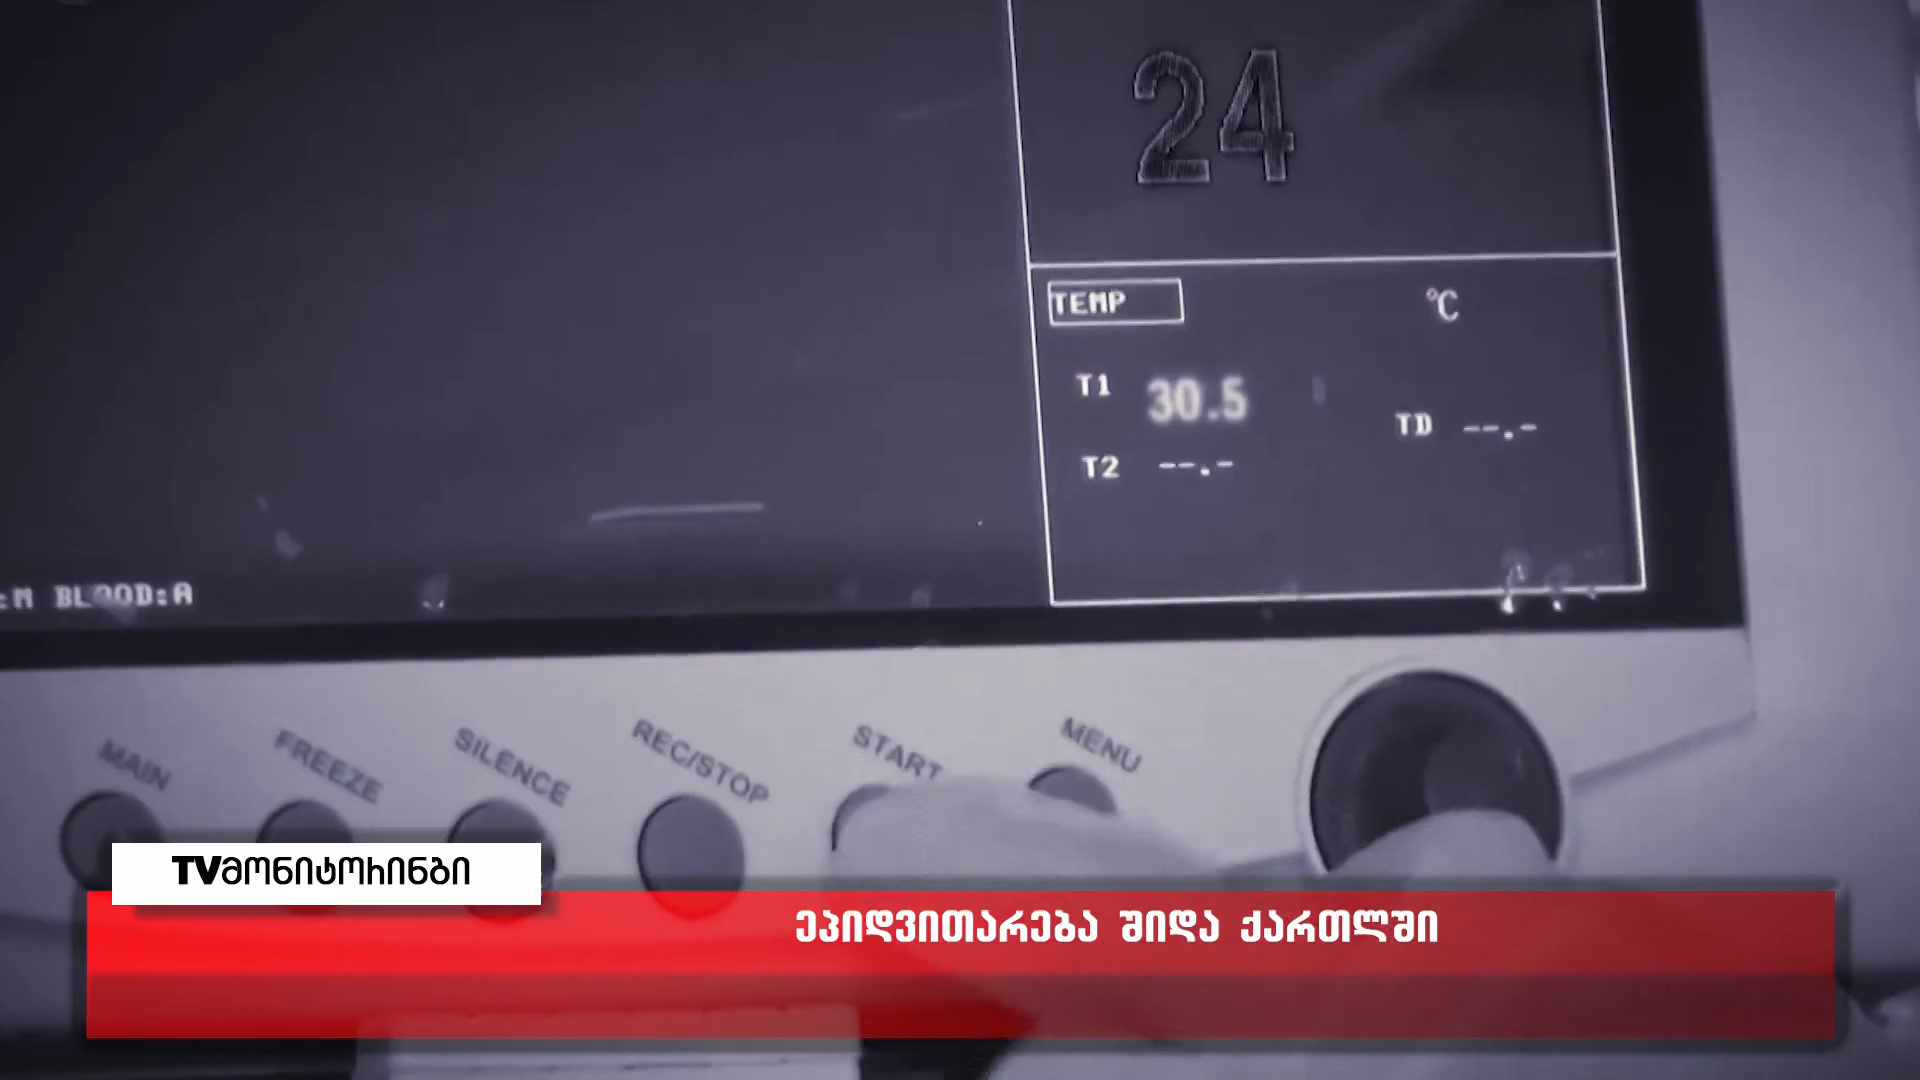 24
TEMP °C
T1 30.5
TD --.-
T2 --.-
:M BLOOD:A
MAIN FREEZE SILENCE REC/STOP START MENU
TVმონიტორინგი
ეპიდვითარება შიდა ქართლში